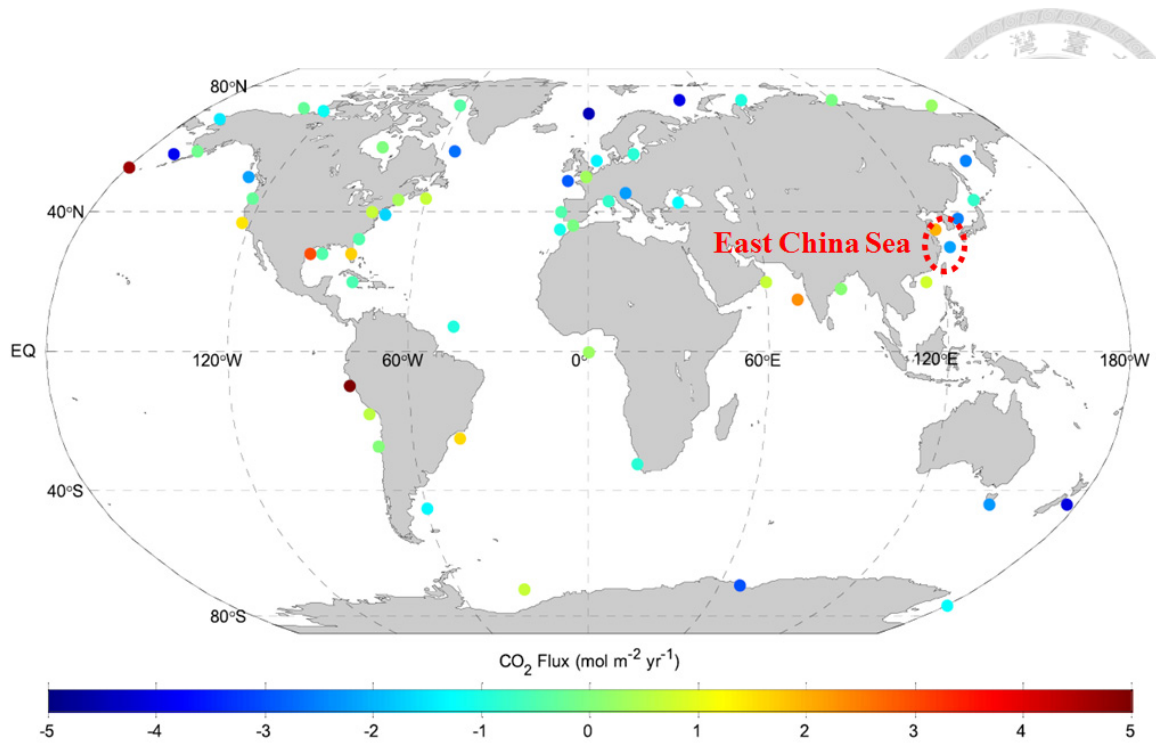 80°N
40°N
East China Sea
EQ
120°W
60°W
0°
60°E
120°E
180°W
40°S
80°S
CO₂ Flux (mol m⁻² yr⁻¹)
-5 -4 -3 -2 -1 0 1 2 3 4 5